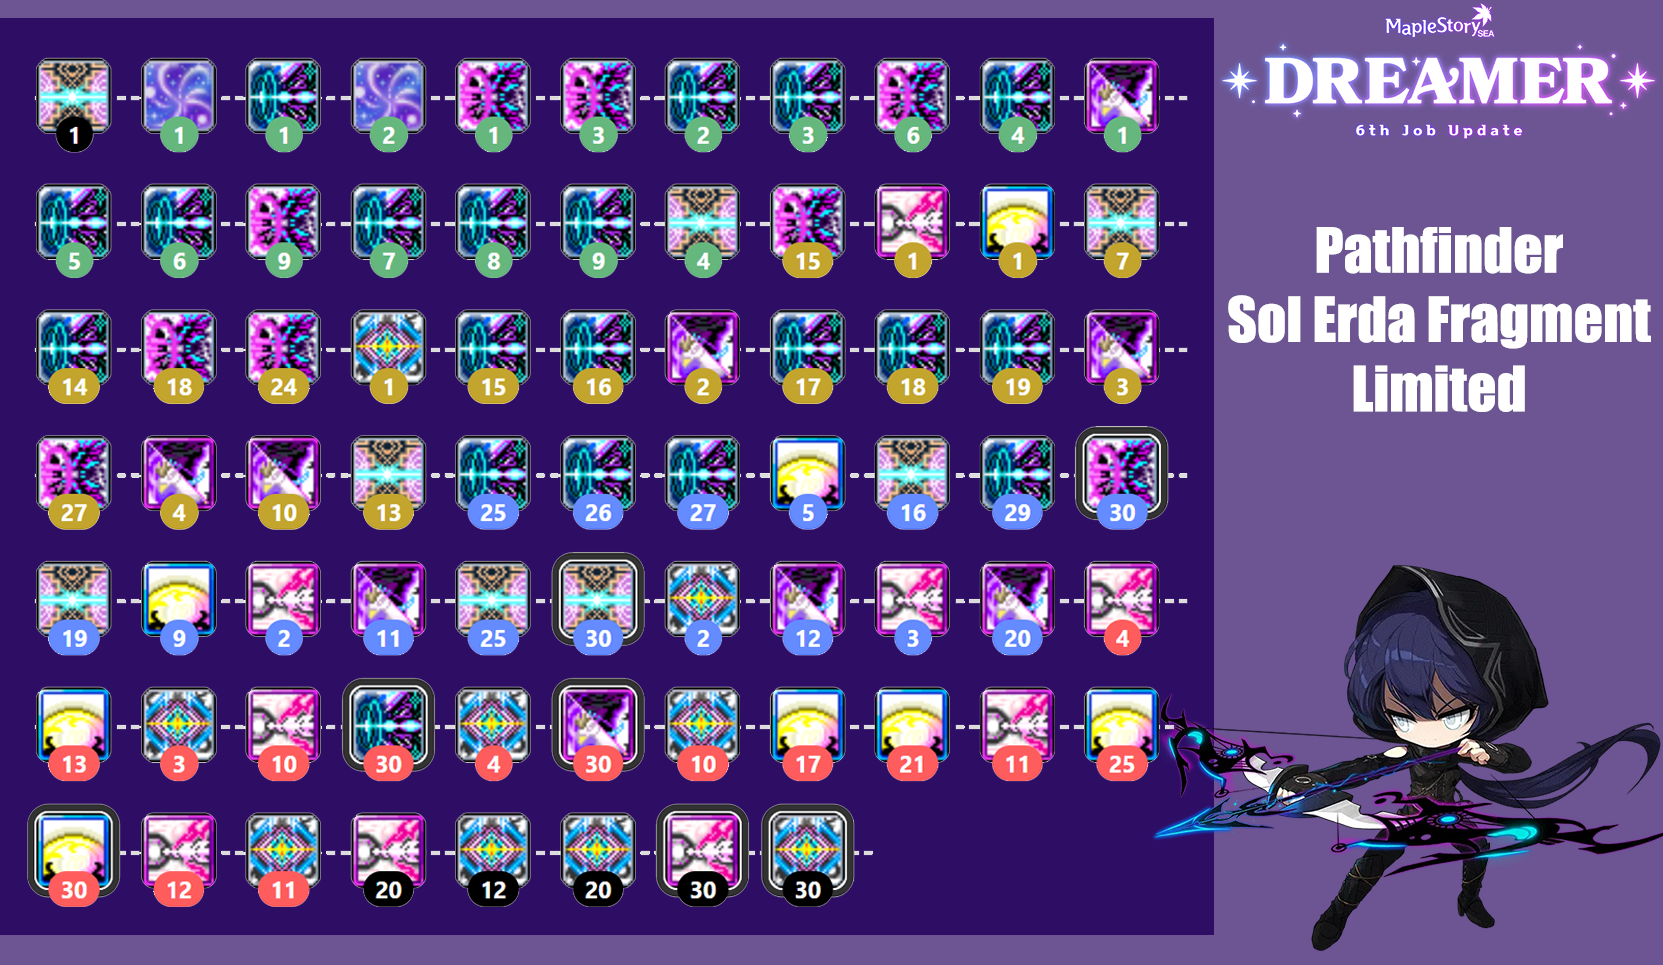 MapleStory SEA
DREAMER
6th Job Update
Pathfinder
Sol Erda Fragment
Limited
1 1 1 2 1 3 2 3 6 4 1
5 6 9 7 8 9 4 15 1 1 7
14 18 24 1 15 16 2 17 18 19 3
27 4 10 13 25 26 27 5 16 29 30
19 9 2 11 25 30 2 12 3 20 4
13 3 10 30 4 30 10 17 21 11 25
30 12 11 20 12 20 30 30